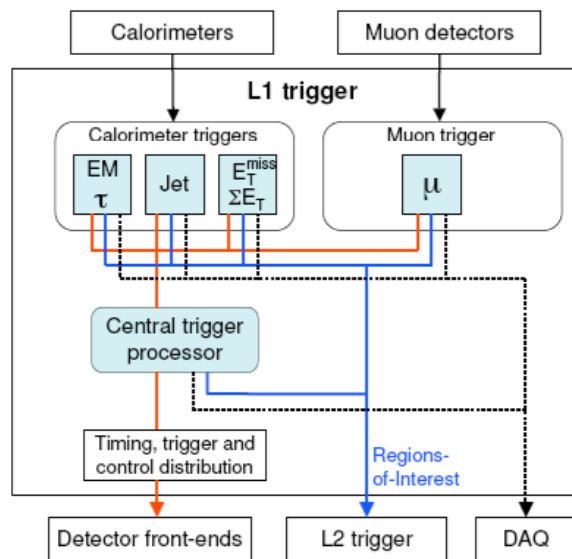 Calorimeters
Muon detectors
L1 trigger
Calorimeter triggers
Muon trigger
EM
τ
Jet
E_T^miss
ΣE_T
μ
Central trigger
processor
Timing, trigger and
control distribution
Regions-
of-Interest
Detector front-ends
L2 trigger
DAQ